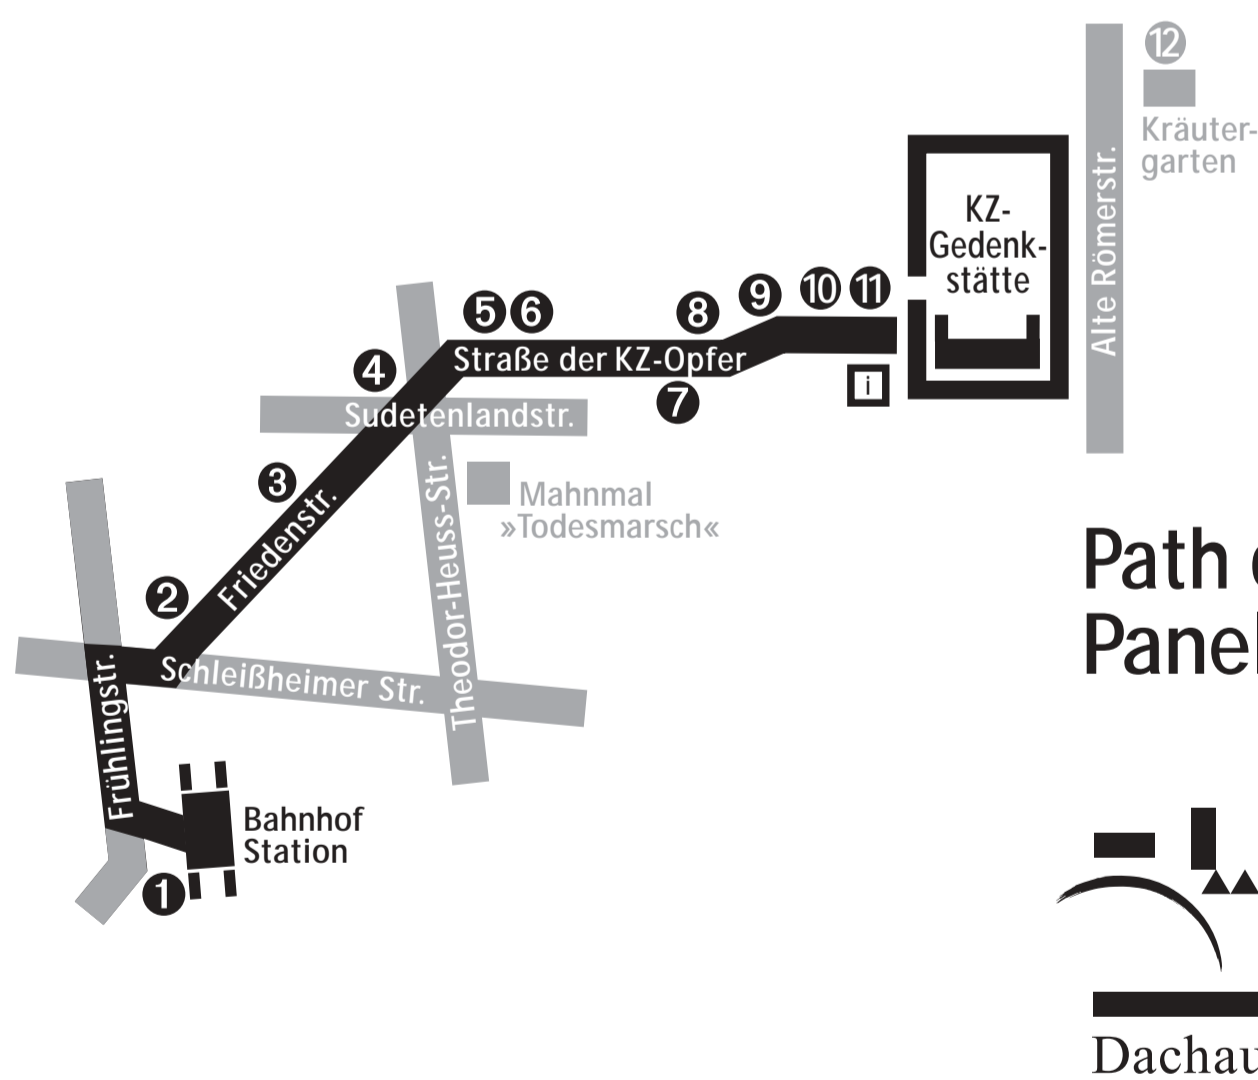 12
Kräuter-
garten
Alte Römerstr.
KZ-
Gedenk-
stätte
9 10 11
5 6
8
Straße der KZ-Opfer
4
i
7
Sudetenlandstr.
3
Friedenstr.
Theodor-Heuss-Str.
Mahnmal
»Todesmarsch«
Path
Panel
2
Schleißheimer Str.
Frühlingstr.
Bahnhof
Station
1
Dachau